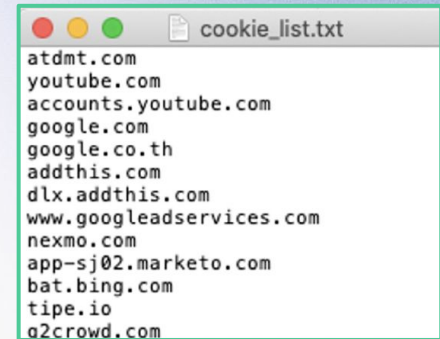 cookie_list.txt
atdmt.com
youtube.com
accounts.youtube.com
google.com
google.co.th
addthis.com
dlx.addthis.com
www.googleadservices.com
nexmo.com
app-sj02.marketo.com
bat.bing.com
tipe.io
g2crowd.com